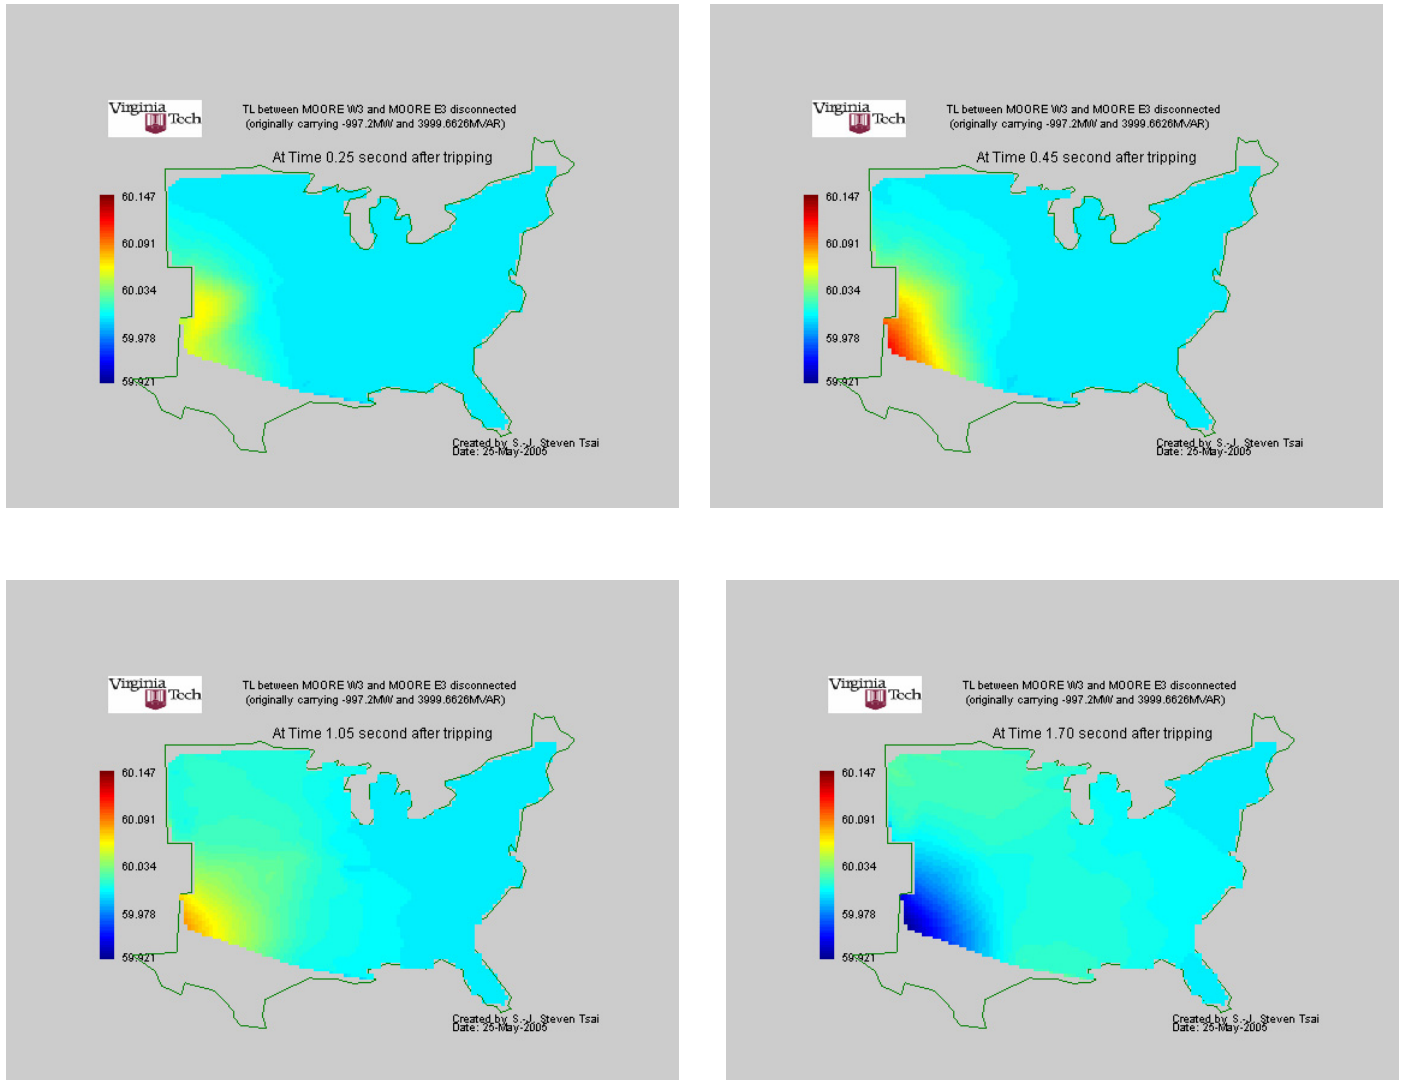 Virginia Tech
TL between MOORE W3 and MOORE E3 disconnected
(originally carrying -997.2MW and 3999.6626MVAR)
At Time 0.25 second after tripping
60.147
60.091
60.034
59.978
59.921
Created by S.-J. Steven Tsai
Date: 25-May-2005
Virginia Tech
TL between MOORE W3 and MOORE E3 disconnected
(originally carrying -997.2MW and 3999.6626MVAR)
At Time 0.45 second after tripping
60.147
60.091
60.034
59.978
59.921
Created by S.-J. Steven Tsai
Date: 25-May-2005
Virginia Tech
TL between MOORE W3 and MOORE E3 disconnected
(originally carrying -997.2MW and 3999.6626MVAR)
At Time 1.05 second after tripping
60.147
60.091
60.034
59.978
59.921
Created by S.-J. Steven Tsai
Date: 25-May-2005
Virginia Tech
TL between MOORE W3 and MOORE E3 disconnected
(originally carrying -997.2MW and 3999.6626MVAR)
At Time 1.70 second after tripping
60.147
60.091
60.034
59.978
59.921
Created by S.-J. Steven Tsai
Date: 25-May-2005